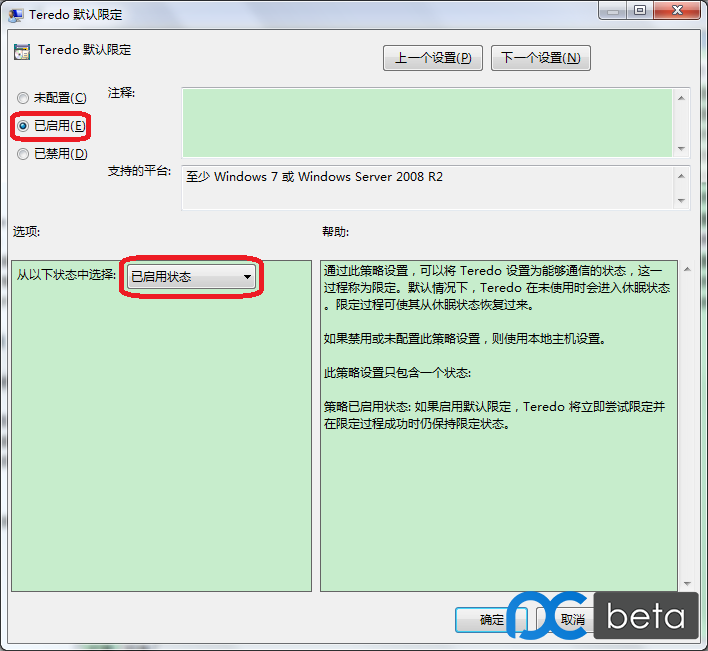 Teredo 默认限定
Teredo 默认限定
上一个设置(P)
下一个设置(N)
未配置(C)
注释:
已启用(E)
已禁用(D)
支持的平台:
至少 Windows 7 或 Windows Server 2008 R2
选项:
帮助:
从以下状态中选择:
已启用状态
通过此策略设置，可以将 Teredo 设置为能够通信的状态，这一
过程称为限定。默认情况下，Teredo 在未使用时会进入休眠状态
。限定过程可使其从休眠状态恢复过来。
如果禁用或未配置此策略设置，则使用本地主机设置。
此策略设置只包含一个状态:
策略已启用状态: 如果启用默认限定，Teredo 将立即尝试限定并
在限定过程成功时仍保持限定状态。
确定
取消
pc beta